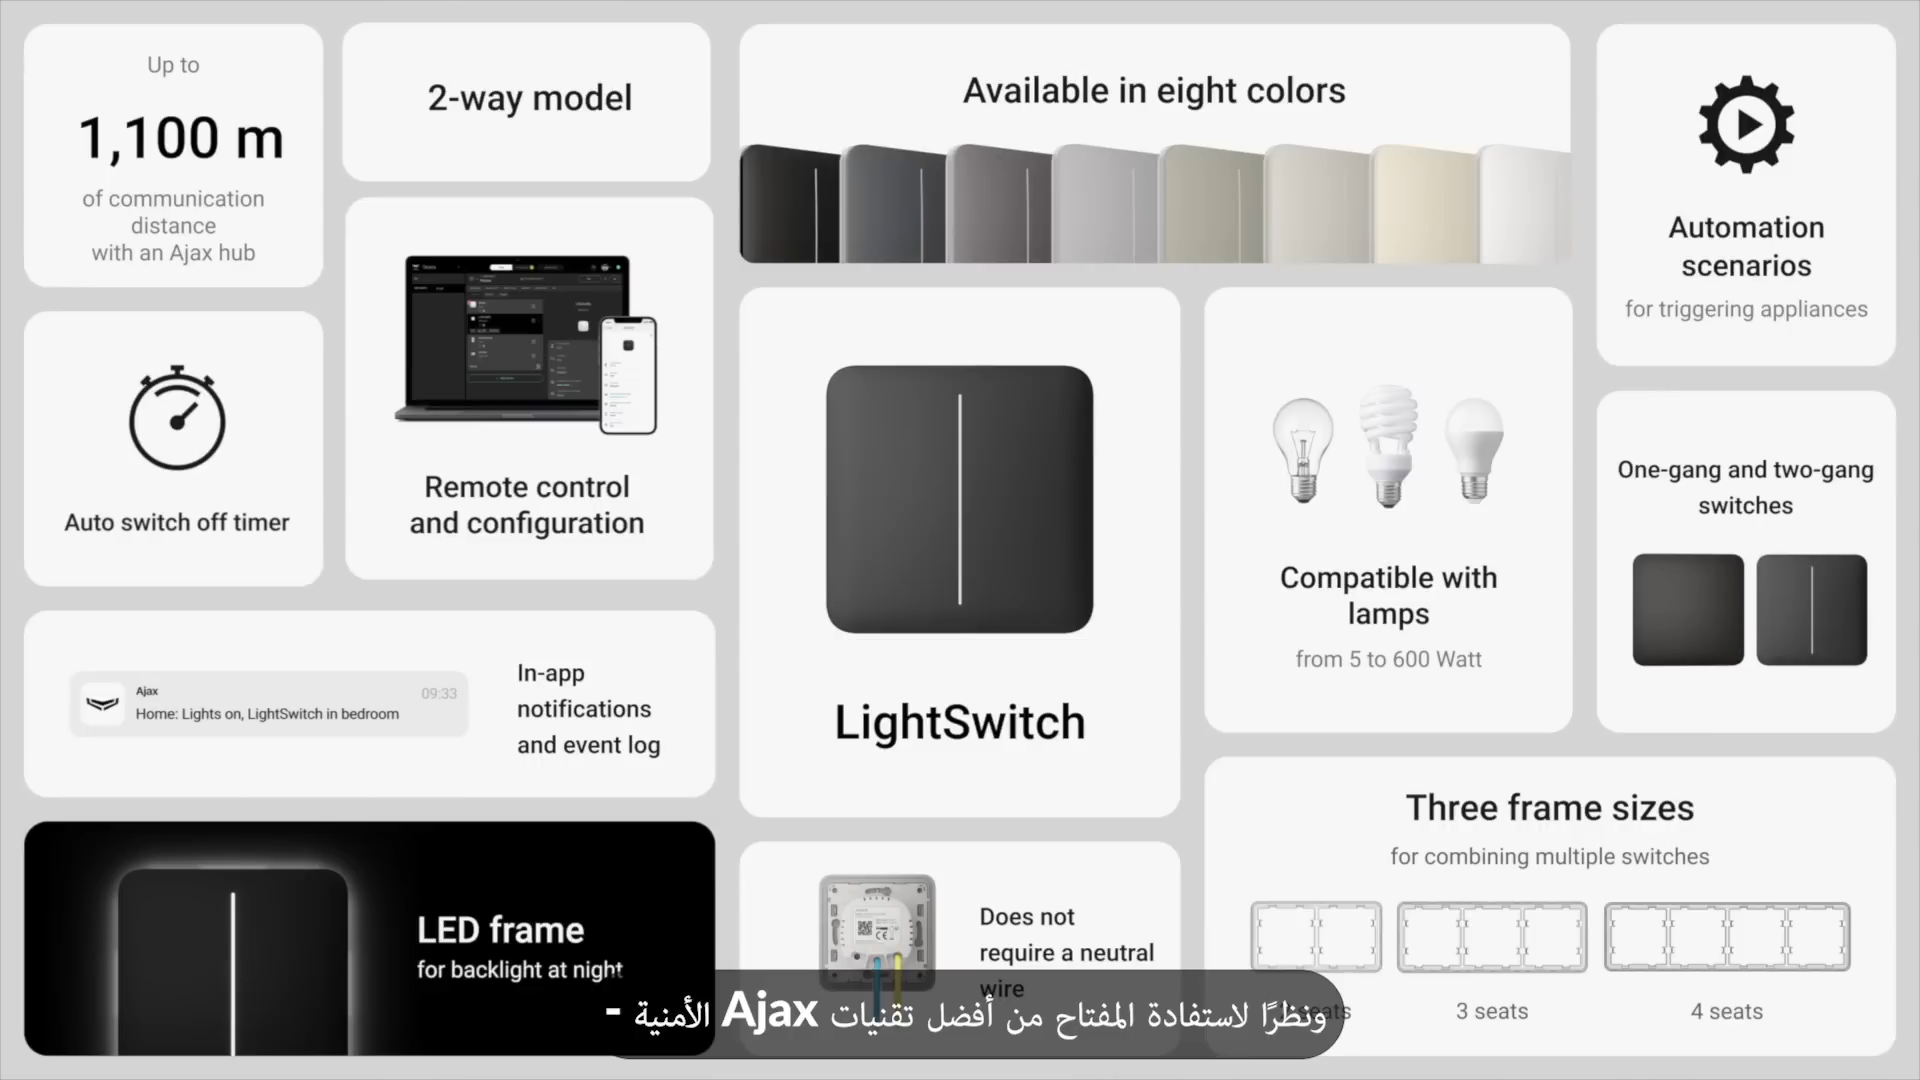 Up to
1,100 m
of communication
distance
with an Ajax hub
2-way model
Available in eight colors
Automation
scenarios
for triggering appliances
Auto switch off timer
Remote control
and configuration
LightSwitch
Compatible with
lamps
from 5 to 600 Watt
One-gang and two-gang
switches
Ajax
09:33
Home: Lights on, LightSwitch in bedroom
In-app
notifications
and event log
LED frame
for backlight at night
Does not
require a neutral
wire
Three frame sizes
for combining multiple switches
seats
3 seats
4 seats
ونظرًا لاستفادة المفتاح من أفضل تقنيات Ajax الأمنية -